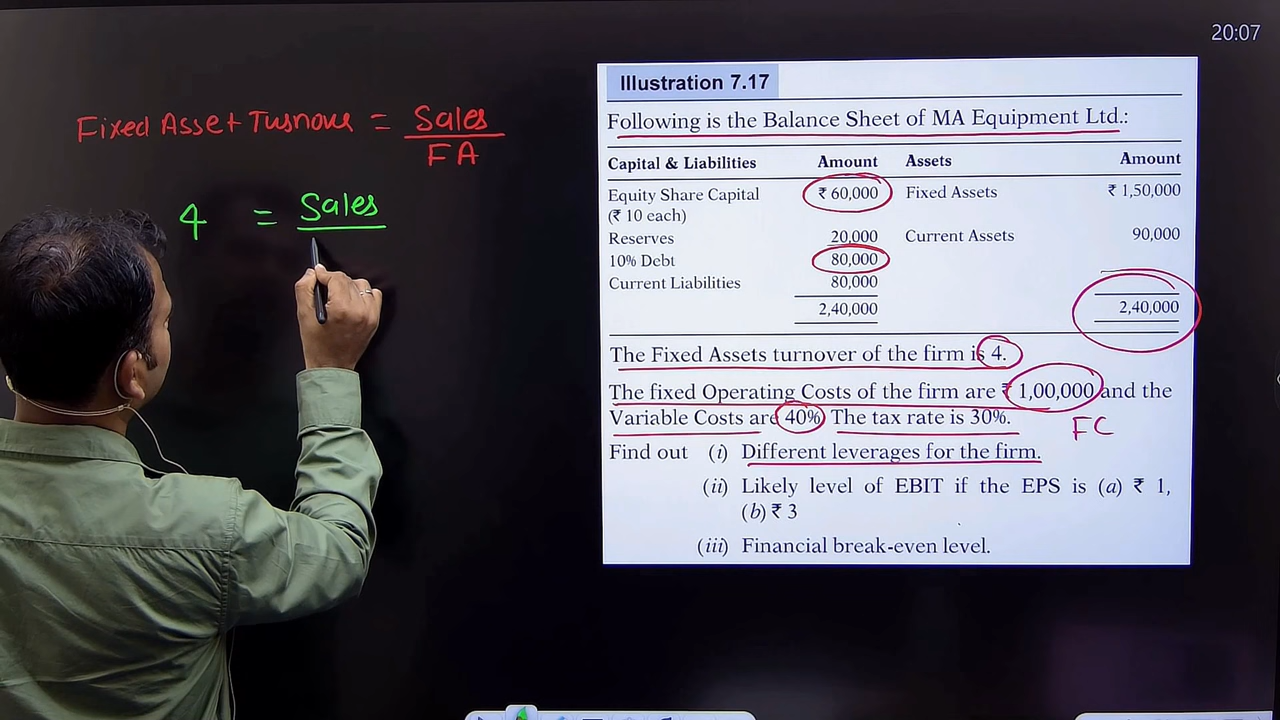 20:07
Fixed Asset Turnover = Sales
FA
4 = Sales
Illustration 7.17
Following is the Balance Sheet of MA Equipment Ltd.:
Capital & Liabilities Amount Assets Amount
Equity Share Capital ₹ 60,000 Fixed Assets ₹ 1,50,000
(₹ 10 each)
Reserves 20,000 Current Assets 90,000
10% Debt 80,000
Current Liabilities 80,000
2,40,000 2,40,000
The Fixed Assets turnover of the firm is 4.
The fixed Operating Costs of the firm are ₹ 1,00,000 and the
Variable Costs are 40% The tax rate is 30%.
FC
Find out (i) Different leverages for the firm.
(ii) Likely level of EBIT if the EPS is (a) ₹ 1,
(b) ₹ 3
(iii) Financial break-even level.